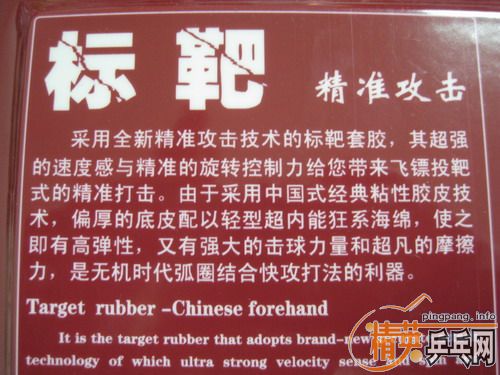 标靶 精准攻击
采用全新精准攻击技术的标靶套胶，其超强
的速度感与精准的旋转控制力给您带来飞镖投靶
式的精准打击。由于采用中国式经典粘性胶皮技
术，偏厚的底皮配以轻型超内能狂系海绵，使之
即有高弹性，又有强大的击球力量和超凡的摩擦
力，是无机时代弧圈结合快攻打法的利器。
Target rubber -Chinese forehand
It is the target rubber that adopts brand-new
technology of which ultra strong velocity sense
pingpang.info
精英乒乓网